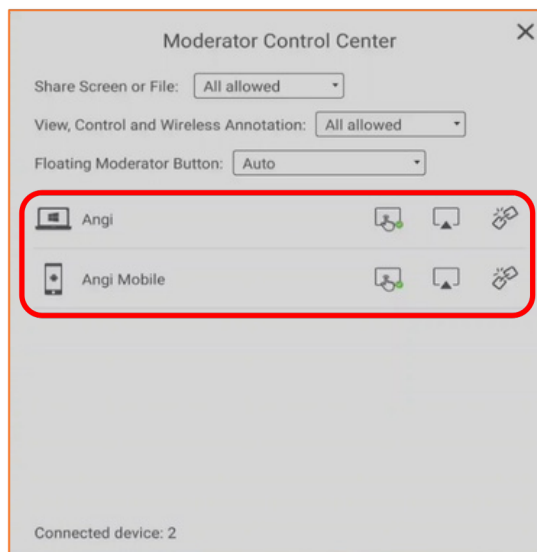 Moderator Control Center
Share Screen or File: All allowed
View, Control and Wireless Annotation: All allowed
Floating Moderator Button: Auto
Angi
Angi Mobile
Connected device: 2